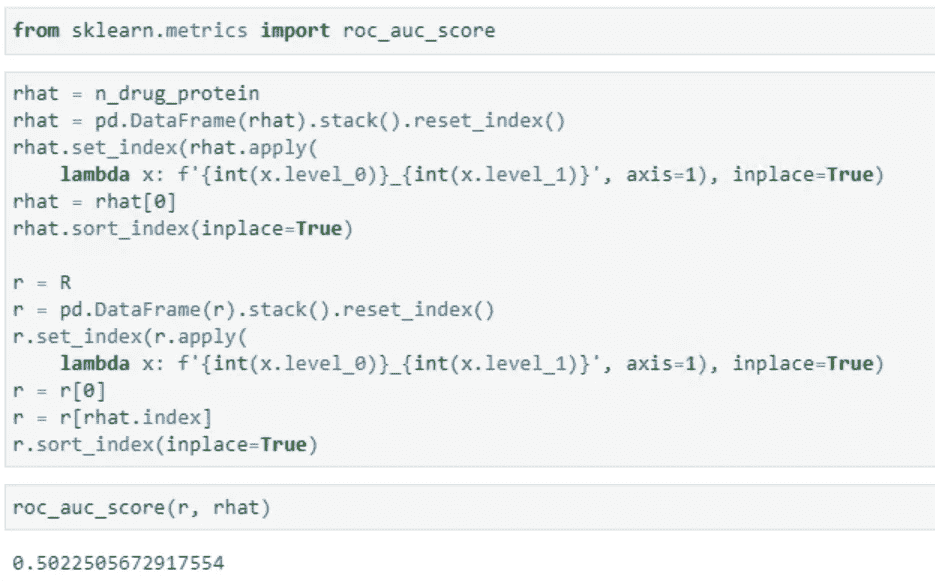 from sklearn.metrics import roc_auc_score
rhat = n_drug_protein
rhat = pd.DataFrame(rhat).stack().reset_index()
rhat.set_index(rhat.apply(
    lambda x: f'{int(x.level_0)}_{int(x.level_1)}', axis=1), inplace=True)
rhat = rhat[0]
rhat.sort_index(inplace=True)
r = R
r = pd.DataFrame(r).stack().reset_index()
r.set_index(r.apply(
    lambda x: f'{int(x.level_0)}_{int(x.level_1)}', axis=1), inplace=True)
r = r[0]
r = r[rhat.index]
r.sort_index(inplace=True)
roc_auc_score(r, rhat)
0.5022505672917554